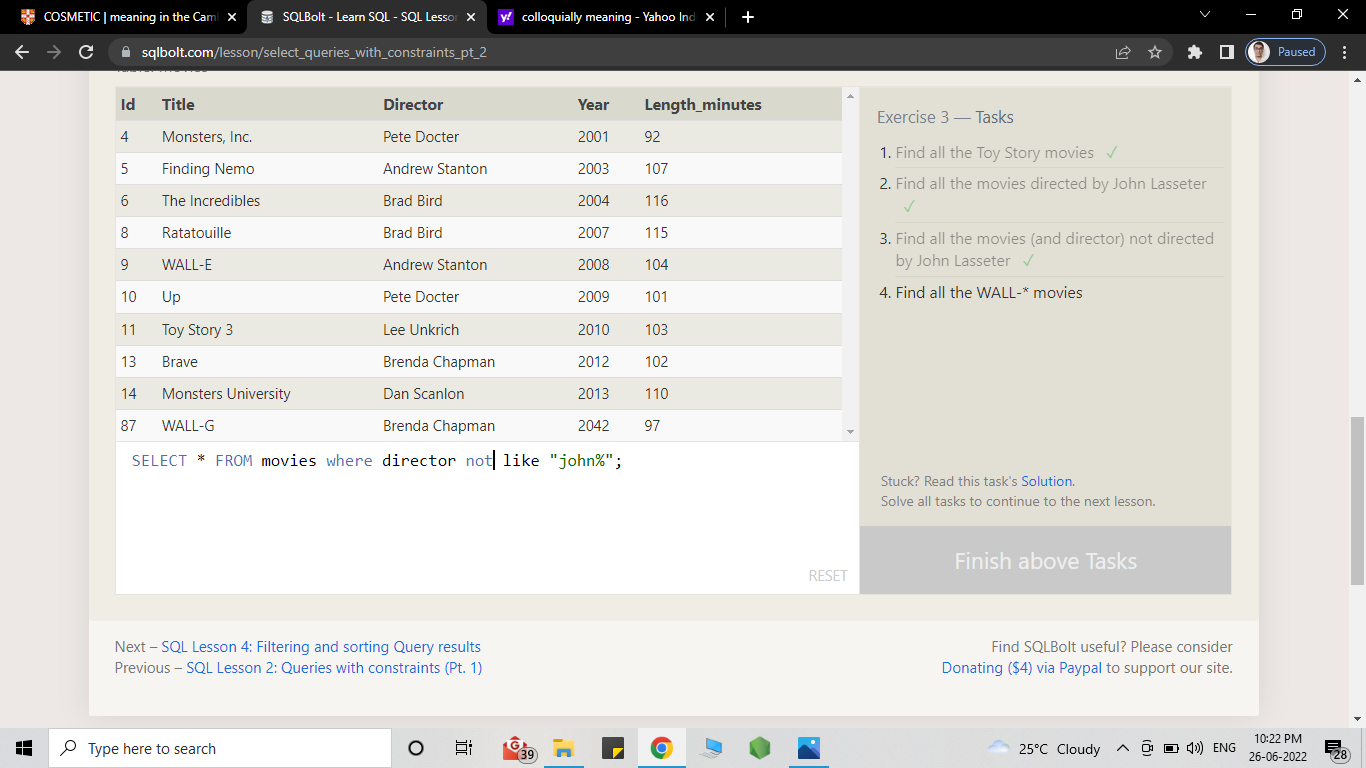 COSMETIC | meaning in the Cam
SQLBolt - Learn SQL - SQL Lesson
colloquially meaning - Yahoo Ind
sqlbolt.com/lesson/select_queries_with_constraints_pt_2
Paused
Id Title Director Year Length_minutes
4 Monsters, Inc. Pete Docter 2001 92
5 Finding Nemo Andrew Stanton 2003 107
6 The Incredibles Brad Bird 2004 116
8 Ratatouille Brad Bird 2007 115
9 WALL-E Andrew Stanton 2008 104
10 Up Pete Docter 2009 101
11 Toy Story 3 Lee Unkrich 2010 103
13 Brave Brenda Chapman 2012 102
14 Monsters University Dan Scanlon 2013 110
87 WALL-G Brenda Chapman 2042 97
SELECT * FROM movies where director not like "john%";
RESET
Exercise 3 — Tasks
1. Find all the Toy Story movies ✓
2. Find all the movies directed by John Lasseter
✓
3. Find all the movies (and director) not directed
by John Lasseter ✓
4. Find all the WALL-* movies
Stuck? Read this task's Solution.
Solve all tasks to continue to the next lesson.
Finish above Tasks
Next – SQL Lesson 4: Filtering and sorting Query results
Previous – SQL Lesson 2: Queries with constraints (Pt. 1)
Find SQLBolt useful? Please consider
Donating ($4) via Paypal to support our site.
Type here to search
39
25°C Cloudy
ENG
10:22 PM
26-06-2022
28